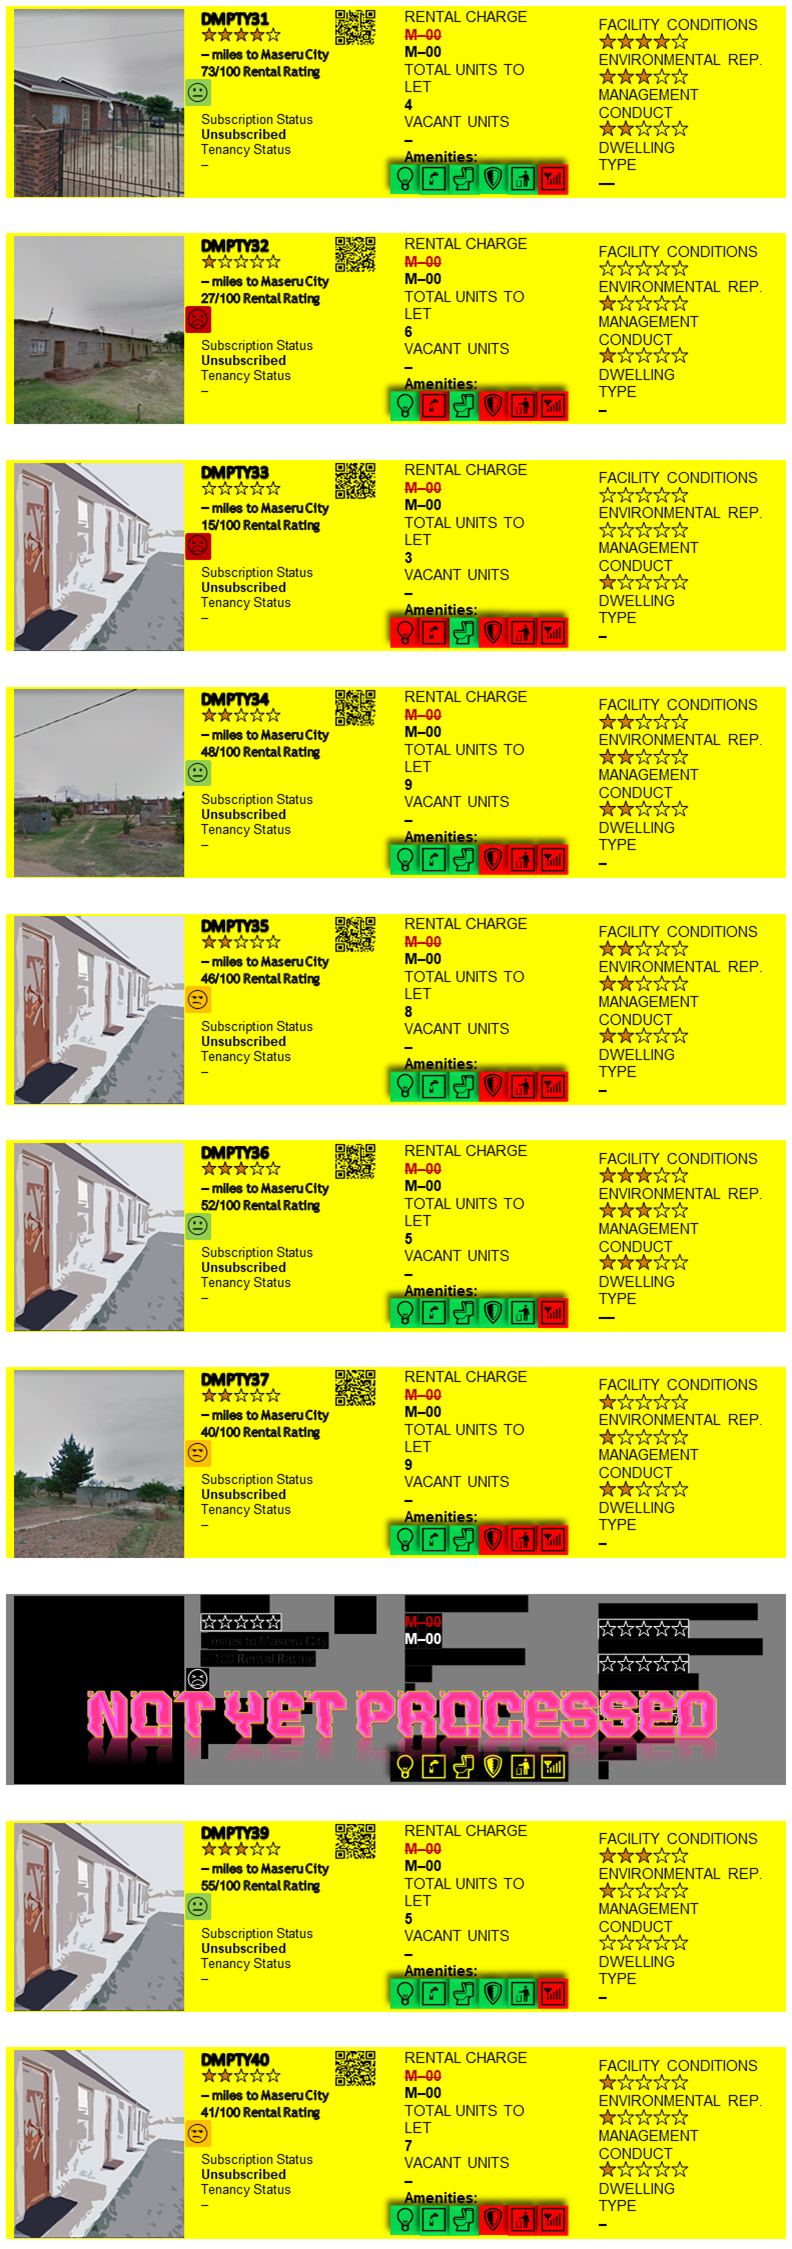 DMPTY31
– miles to Maseru City
73/100 Rental Rating
Subscription Status
Unsubscribed
Tenancy Status
–
RENTAL CHARGE
M–00
M–00
TOTAL UNITS TO
LET
4
VACANT UNITS
–
Amenities:
FACILITY CONDITIONS
ENVIRONMENTAL REP.
MANAGEMENT
CONDUCT
DWELLING
TYPE
—
DMPTY32
– miles to Maseru City
27/100 Rental Rating
Subscription Status
Unsubscribed
Tenancy Status
–
RENTAL CHARGE
M–00
M–00
TOTAL UNITS TO
LET
6
VACANT UNITS
–
Amenities:
FACILITY CONDITIONS
ENVIRONMENTAL REP.
MANAGEMENT
CONDUCT
DWELLING
TYPE
–
DMPTY33
– miles to Maseru City
15/100 Rental Rating
Subscription Status
Unsubscribed
Tenancy Status
–
RENTAL CHARGE
M–00
M–00
TOTAL UNITS TO
LET
3
VACANT UNITS
–
Amenities:
FACILITY CONDITIONS
ENVIRONMENTAL REP.
MANAGEMENT
CONDUCT
DWELLING
TYPE
–
DMPTY34
– miles to Maseru City
48/100 Rental Rating
Subscription Status
Unsubscribed
Tenancy Status
–
RENTAL CHARGE
M–00
M–00
TOTAL UNITS TO
LET
9
VACANT UNITS
–
Amenities:
FACILITY CONDITIONS
ENVIRONMENTAL REP.
MANAGEMENT
CONDUCT
DWELLING
TYPE
–
DMPTY35
– miles to Maseru City
46/100 Rental Rating
Subscription Status
Unsubscribed
Tenancy Status
–
RENTAL CHARGE
M–00
M–00
TOTAL UNITS TO
LET
8
VACANT UNITS
–
Amenities:
FACILITY CONDITIONS
ENVIRONMENTAL REP.
MANAGEMENT
CONDUCT
DWELLING
TYPE
–
DMPTY36
– miles to Maseru City
52/100 Rental Rating
Subscription Status
Unsubscribed
Tenancy Status
–
RENTAL CHARGE
M–00
M–00
TOTAL UNITS TO
LET
5
VACANT UNITS
–
Amenities:
FACILITY CONDITIONS
ENVIRONMENTAL REP.
MANAGEMENT
CONDUCT
DWELLING
TYPE
—
DMPTY37
– miles to Maseru City
40/100 Rental Rating
Subscription Status
Unsubscribed
Tenancy Status
–
RENTAL CHARGE
M–00
M–00
TOTAL UNITS TO
LET
9
VACANT UNITS
–
Amenities:
FACILITY CONDITIONS
ENVIRONMENTAL REP.
MANAGEMENT
CONDUCT
DWELLING
TYPE
–
miles to Maseru City
100 Rental Rating
M–00
M–00
NOT YET PROCESSED
DMPTY39
– miles to Maseru City
55/100 Rental Rating
Subscription Status
Unsubscribed
Tenancy Status
–
RENTAL CHARGE
M–00
M–00
TOTAL UNITS TO
LET
5
VACANT UNITS
–
Amenities:
FACILITY CONDITIONS
ENVIRONMENTAL REP.
MANAGEMENT
CONDUCT
DWELLING
TYPE
–
DMPTY40
– miles to Maseru City
41/100 Rental Rating
Subscription Status
Unsubscribed
Tenancy Status
–
RENTAL CHARGE
M–00
M–00
TOTAL UNITS TO
LET
7
VACANT UNITS
–
Amenities:
FACILITY CONDITIONS
ENVIRONMENTAL REP.
MANAGEMENT
CONDUCT
DWELLING
TYPE
–